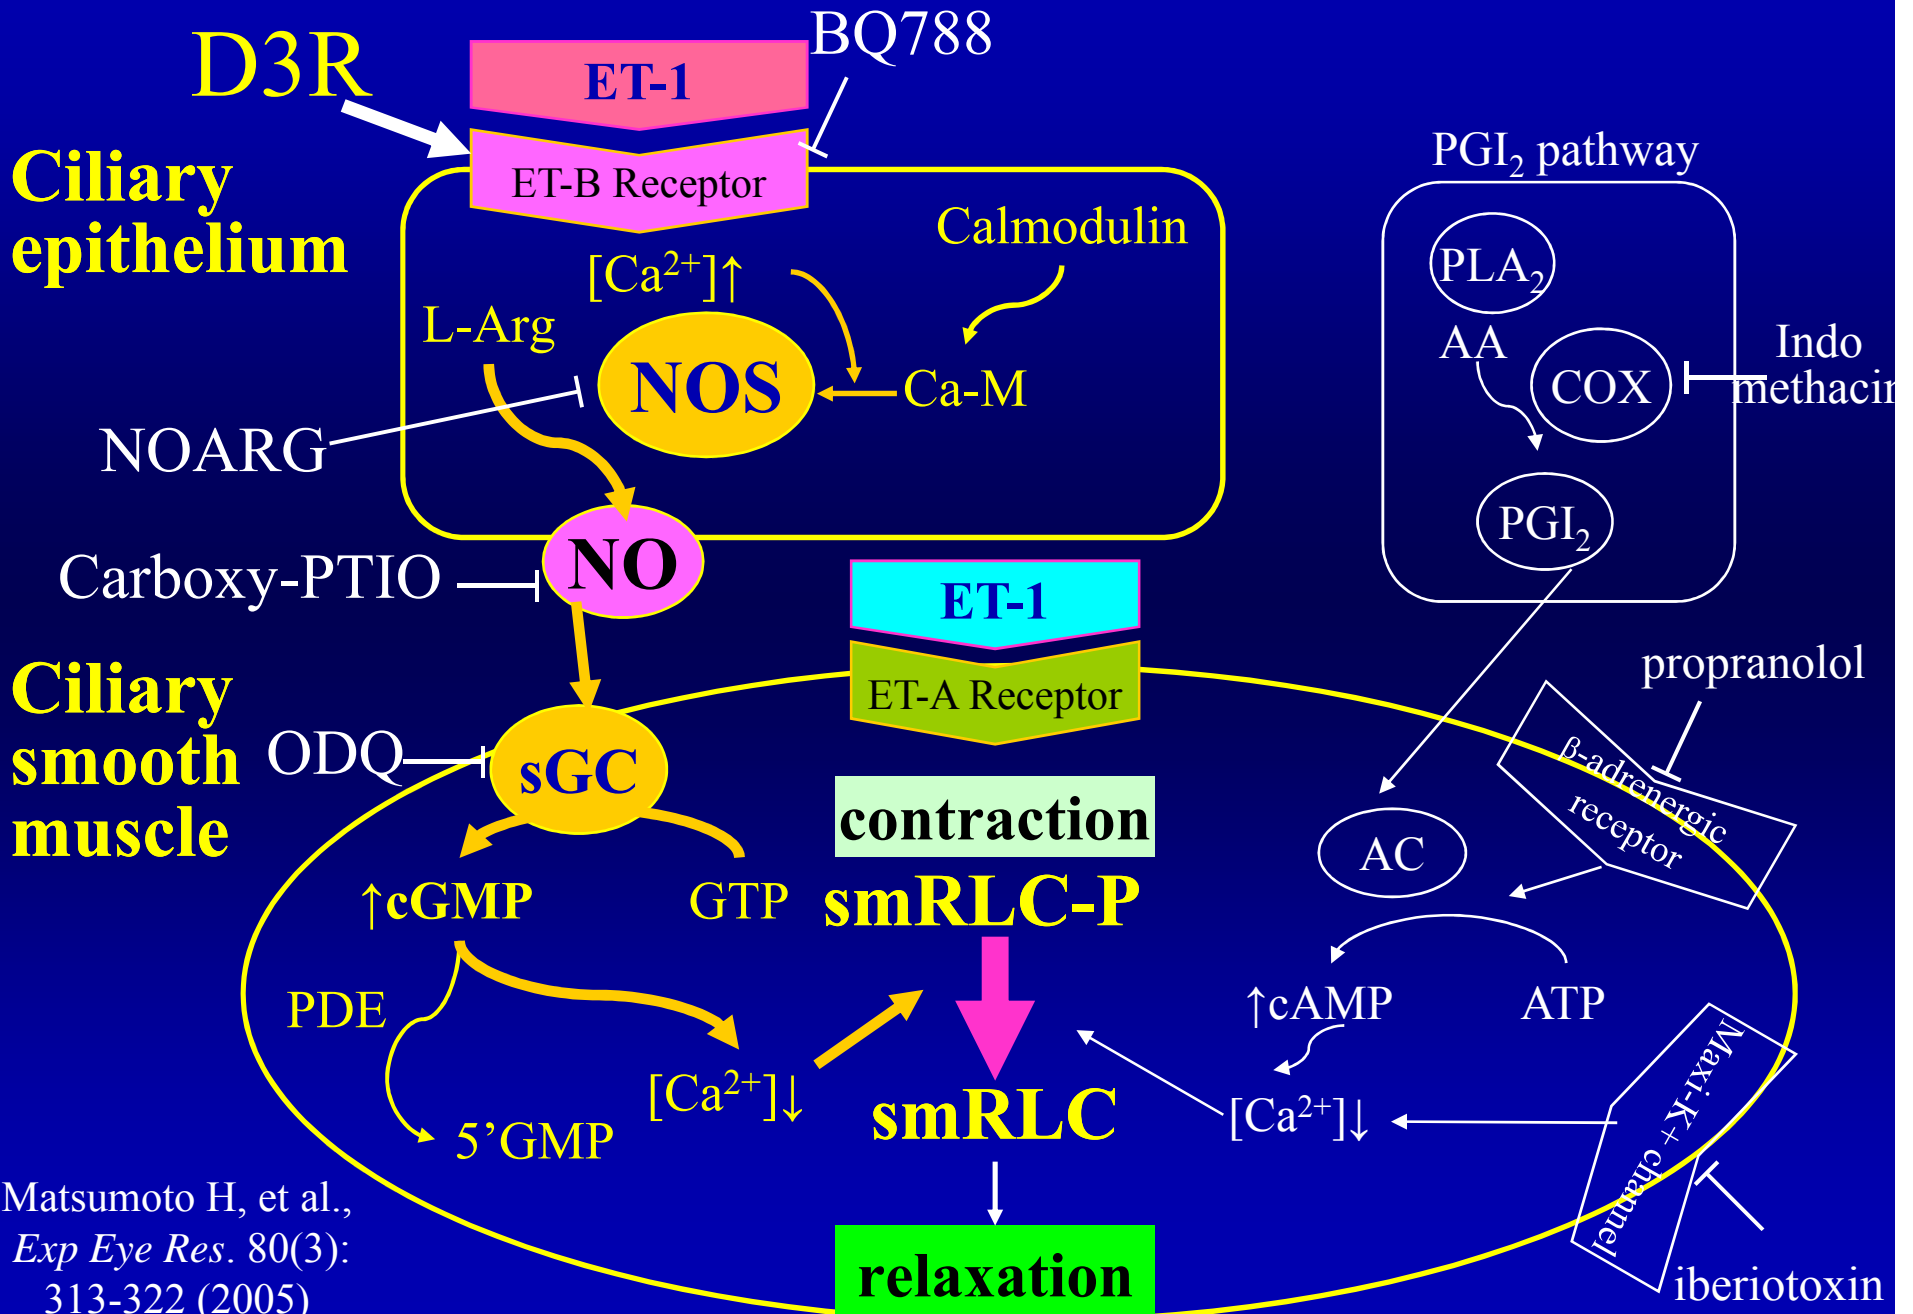 D3R
ET-1
BQ788
Ciliary
epithelium
ET-B Receptor
Calmodulin
[Ca²⁺]↑
L-Arg
NOS
Ca-M
NOARG
NO
Carboxy-PTIO
PGI₂ pathway
PLA₂
AA
COX
Indo
methacin
PGI₂
ET-1
ET-A Receptor
Ciliary
smooth
muscle
ODQ
sGC
contraction
↑cGMP
GTP
smRLC-P
propranolol
β-adrenergic
receptor
AC
PDE
↑cAMP
ATP
[Ca²⁺]↓
smRLC
[Ca²⁺]↓
Maxi-K+ channel
5’GMP
iberiotoxin
relaxation
Matsumoto H, et al.,
Exp Eye Res. 80(3):
313-322 (2005)